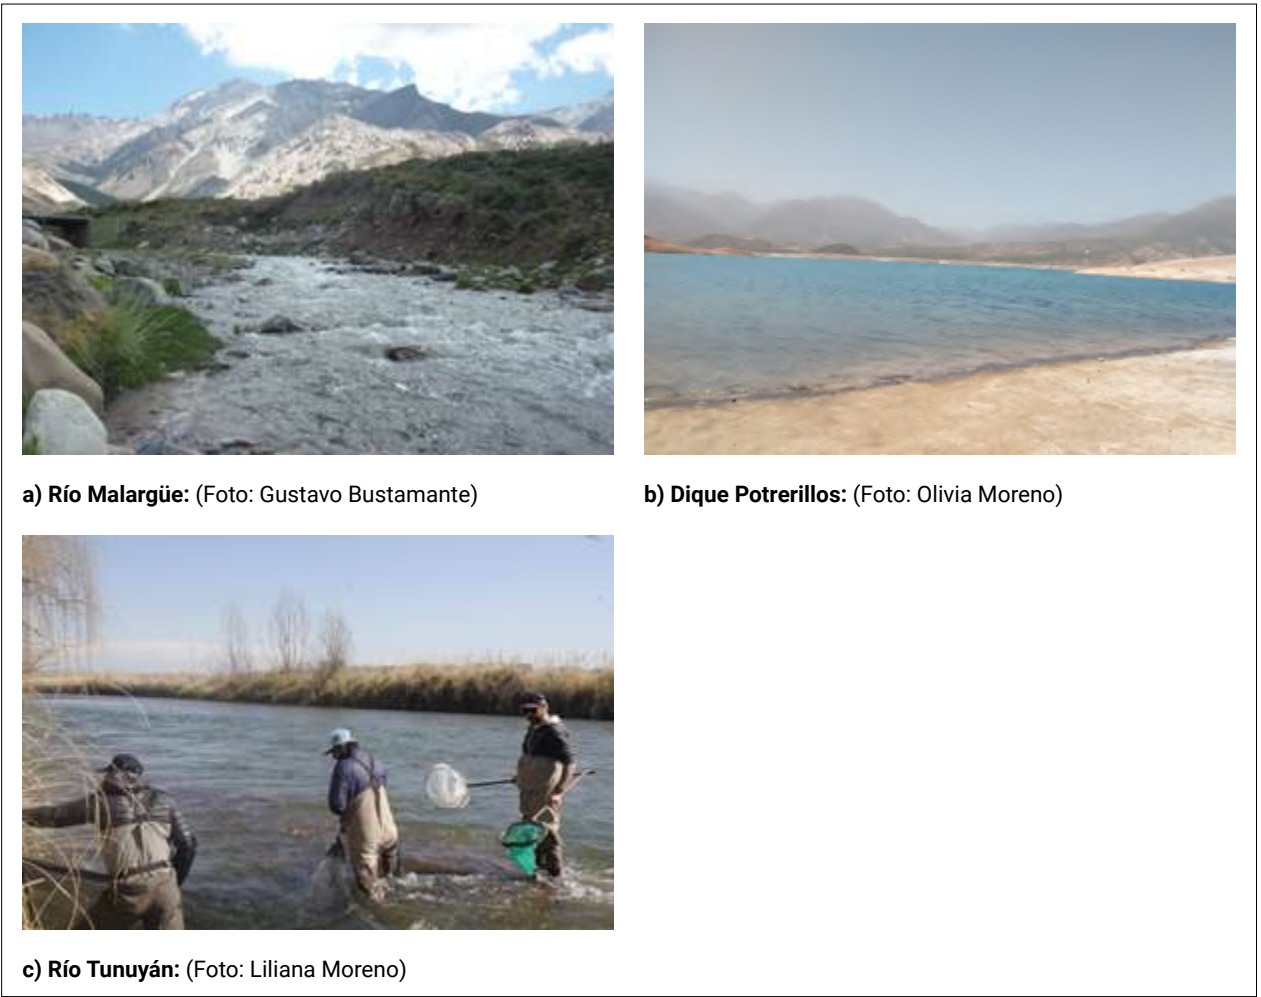 a) Río Malargüe: (Foto: Gustavo Bustamante)
b) Dique Potrerillos: (Foto: Olivia Moreno)
c) Río Tunuyán: (Foto: Liliana Moreno)